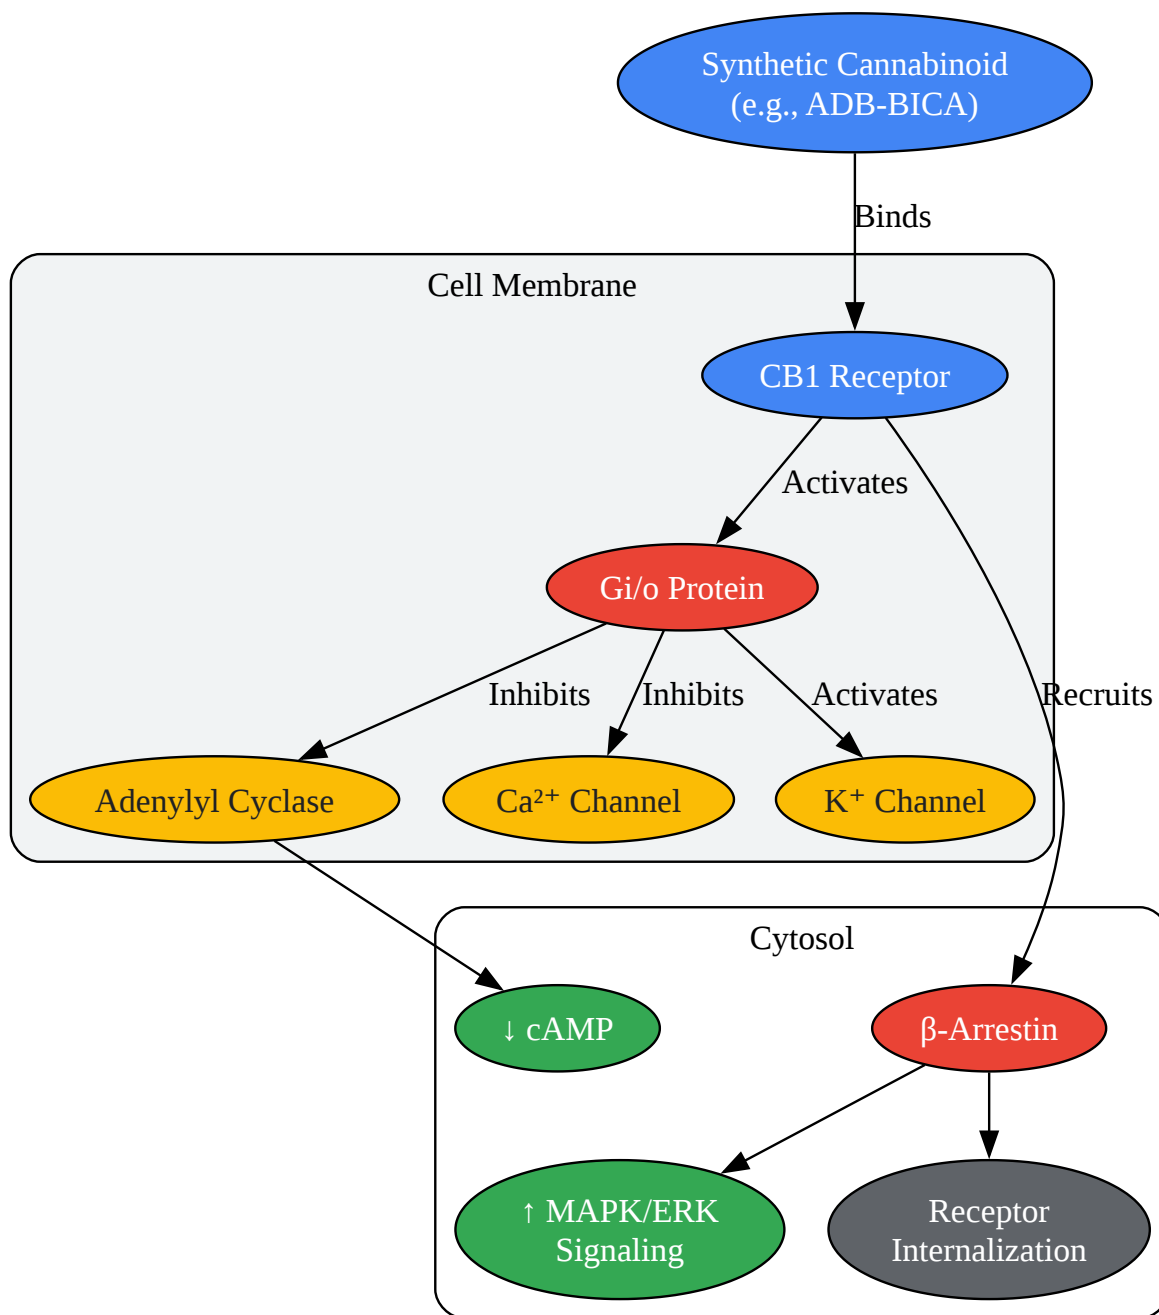 Synthetic Cannabinoid
(e.g., ADB-BICA)
Binds
Cell Membrane
CB1 Receptor
Activates
Gi/o Protein
Inhibits
Inhibits
Activates
Recruits
Adenylyl Cyclase
Ca²⁺ Channel
K⁺ Channel
Cytosol
↓ cAMP
β-Arrestin
↑ MAPK/ERK
Signaling
Receptor
Internalization